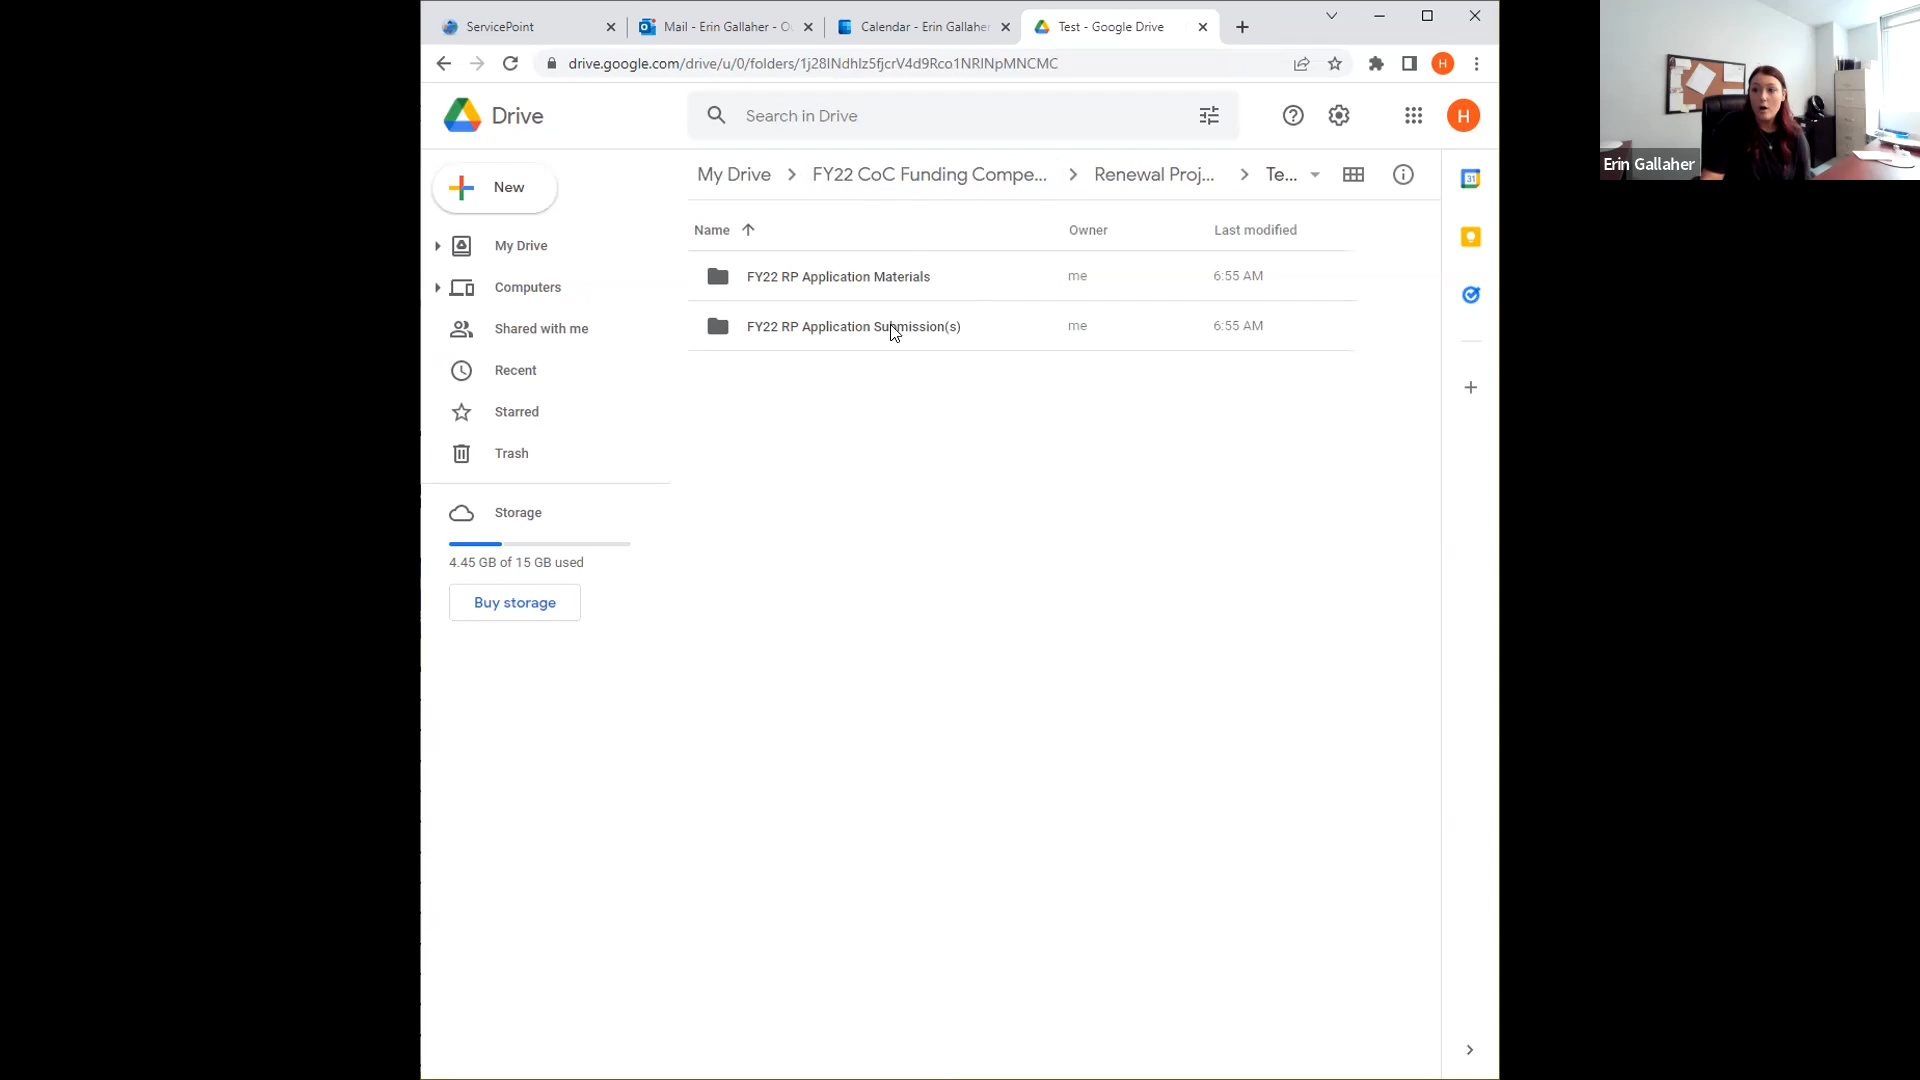 ServicePoint
Mail - Erin Gallaher - Ou
Calendar - Erin Gallaher
Test - Google Drive
drive.google.com/drive/u/0/folders/1j28INdhIz5fjcrV4d9Rco1NRlNpMNCMC
H
Drive
Search in Drive
H
New
My Drive
Computers
Shared with me
Recent
Starred
Trash
Storage
4.45 GB of 15 GB used
Buy storage
My Drive
FY22 CoC Funding Compe...
Renewal Proj...
Te...
Name
Owner
Last modified
FY22 RP Application Materials
me
6:55 AM
FY22 RP Application Submission(s)
me
6:55 AM
31
Erin Gallaher